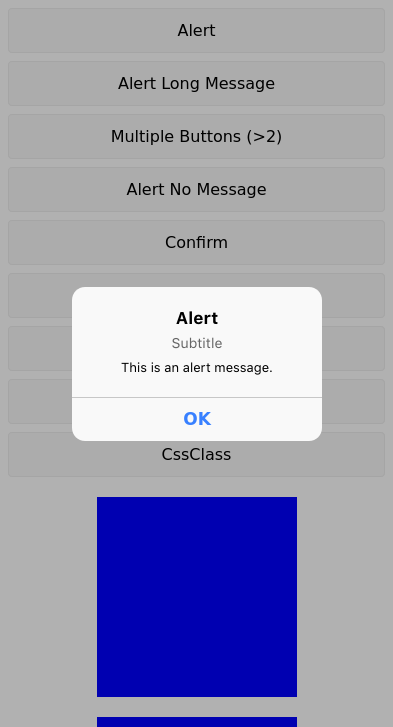 Alert
Alert Long Message
Multiple Buttons (>2)
Alert No Message
Confirm
Alert
Subtitle
This is an alert message.
OK
CssClass